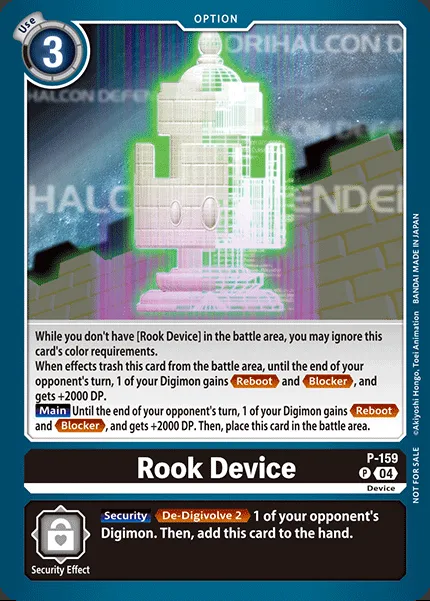 OPTION
Use
3
ORIHALCON DE
HALCON DEFEN
CON DEF
HALC
ENDER
While you don't have [Rook Device] in the battle area, you may ignore this
card's color requirements.
When effects trash this card from the battle area, until the end of your
opponent's turn, 1 of your Digimon gains Reboot and Blocker, and
gets +2000 DP.
Main Until the end of your opponent's turn, 1 of your Digimon gains Reboot
and Blocker, and gets +2000 DP. Then, place this card in the battle area.
Rook Device
P-159
P 04
Device
Security De-Digivolve 2 1 of your opponent's
Digimon. Then, add this card to the hand.
Security Effect
NOT FOR SALE ©Akiyoshi Hongo, Toei Animation BANDAI MADE IN JAPAN